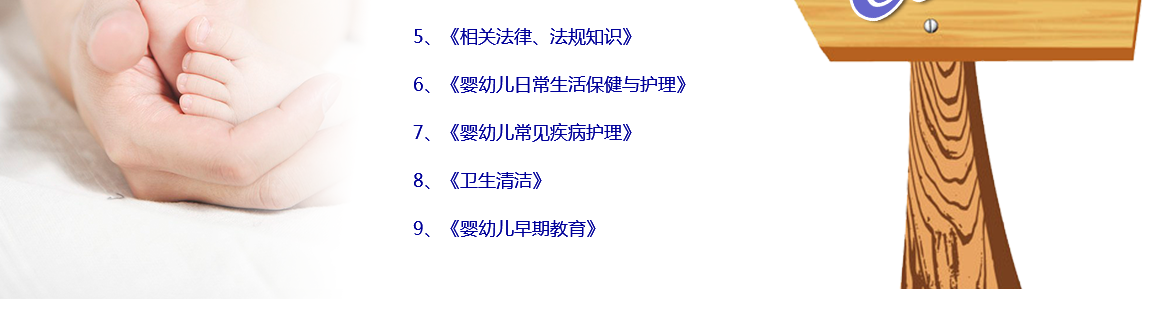 5、《相关法律、法规知识》
6、《婴幼儿日常生活保健与护理》
7、《婴幼儿常见疾病护理》
8、《卫生清洁》
9、《婴幼儿早期教育》